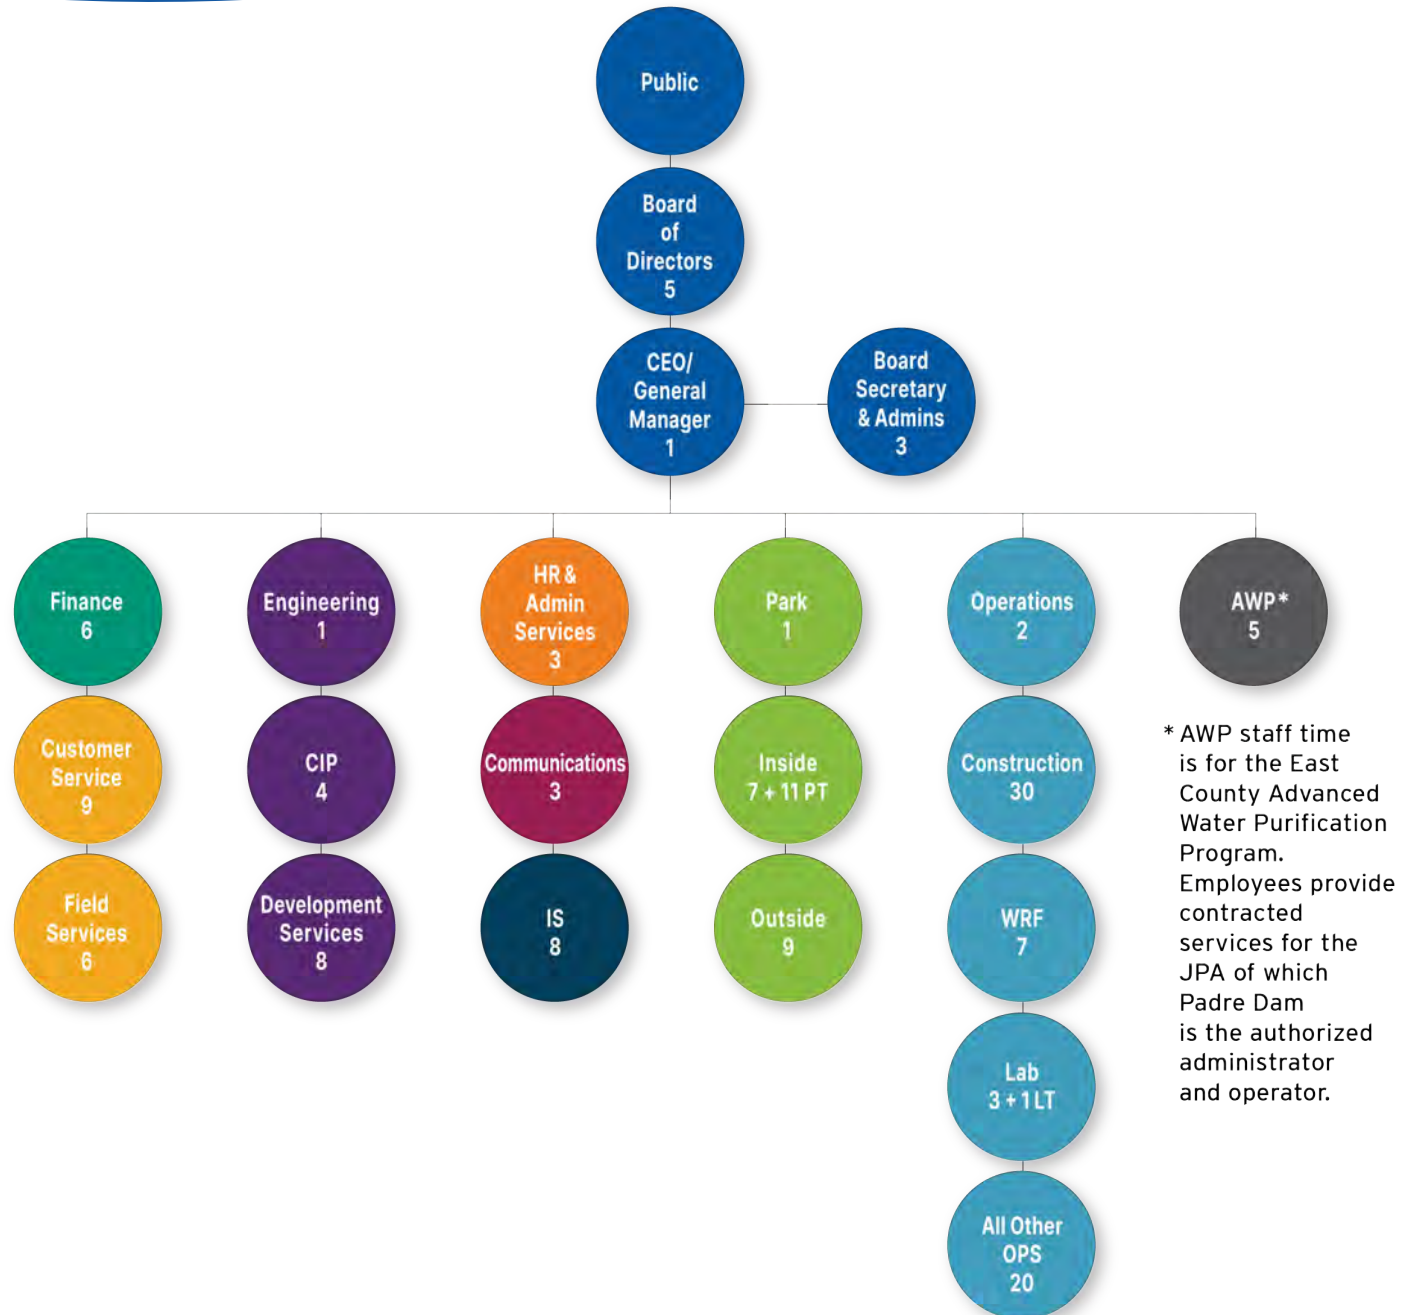 Public
Board
of
Directors
5
CEO/
General
Manager
1
Board
Secretary
& Admins
3
Finance
6
Customer
Service
9
Field
Services
6
Engineering
1
CIP
4
Development
Services
8
HR &
Admin
Services
3
Communications
3
IS
8
Park
1
Inside
7 + 11 PT
Outside
9
Operations
2
Construction
30
WRF
7
Lab
3 + 1 LT
All Other
OPS
20
AWP*
5
* AWP staff time
is for the East
County Advanced
Water Purification
Program.
Employees provide
contracted
services for the
JPA of which
Padre Dam
is the authorized
administrator
and operator.